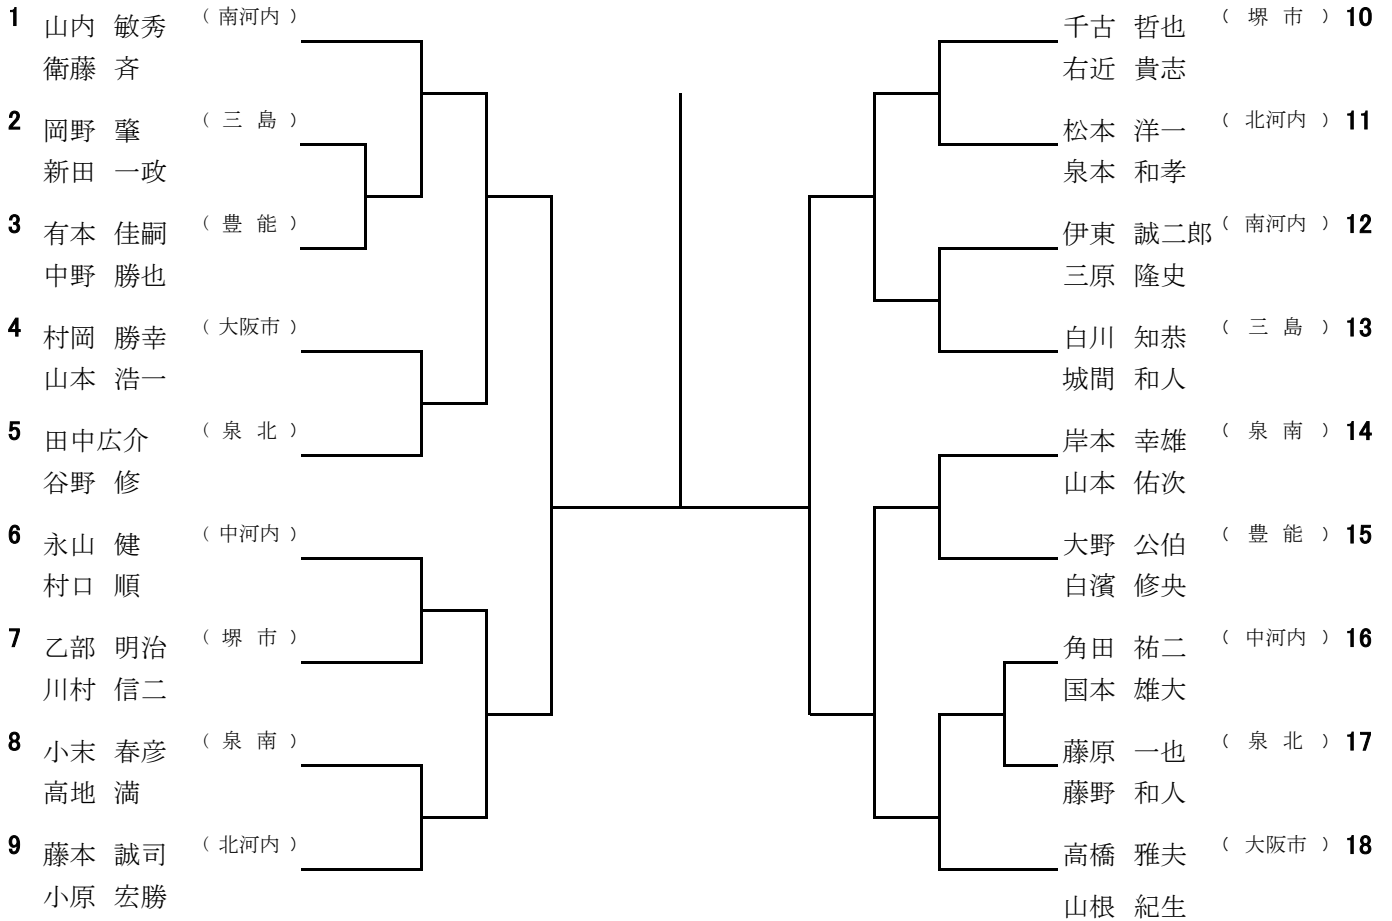 1 山内 敏秀 （ 南河内 ）
衛藤 斉
2 岡野 肇 （ 三 島 ）
新田 一政
3 有本 佳嗣 （ 豊 能 ）
中野 勝也
4 村岡 勝幸 （ 大阪市 ）
山本 浩一
5 田中広介 （ 泉 北 ）
谷野 修
6 永山 健 （ 中河内 ）
村口 順
7 乙部 明治 （ 堺 市 ）
川村 信二
8 小末 春彦 （ 泉 南 ）
高地 満
9 藤本 誠司 （ 北河内 ）
小原 宏勝
千古 哲也 （ 堺 市 ） 10
右近 貴志
松本 洋一 （ 北河内 ） 11
泉本 和孝
伊東 誠二郎 （ 南河内 ） 12
三原 隆史
白川 知恭 （ 三 島 ） 13
城間 和人
岸本 幸雄 （ 泉 南 ） 14
山本 佑次
大野 公伯 （ 豊 能 ） 15
白濱 修央
角田 祐二 （ 中河内 ） 16
国本 雄大
藤原 一也 （ 泉 北 ） 17
藤野 和人
高橋 雅夫 （ 大阪市 ） 18
山根 紀生